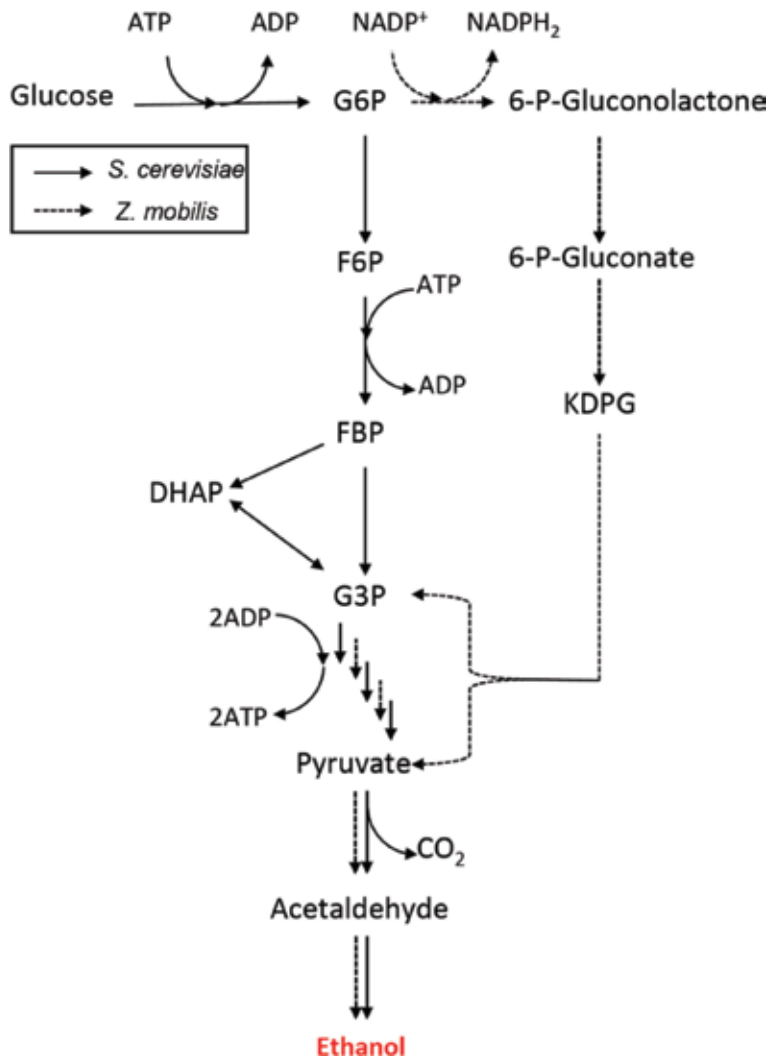 ATP ADP NADP⁺ NADPH₂
Glucose G6P 6-P-Gluconolactone
S. cerevisiae
Z. mobilis
F6P 6-P-Gluconate
ATP
ADP
KDPG
FBP
DHAP
G3P
2ADP
2ATP
Pyruvate
CO₂
Acetaldehyde
Ethanol